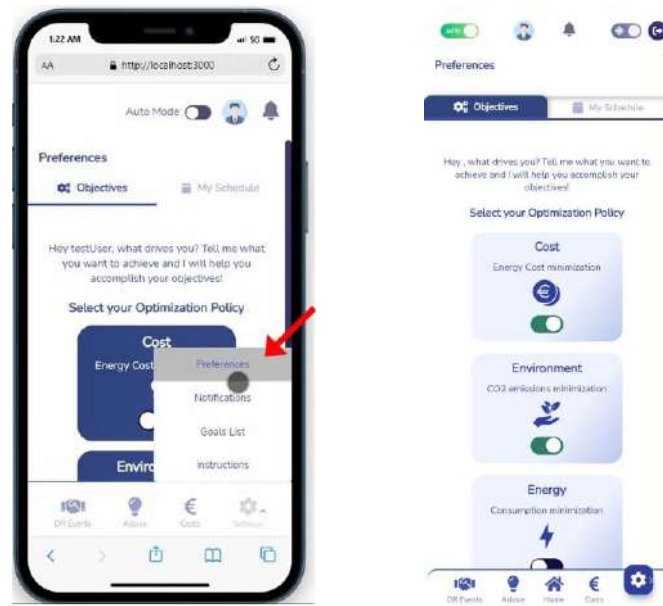 1:22 AM
5G
AA
http://localhost:3000
Auto Mode
Preferences
Objectives
My Schedule
Hey testUser, what drives you? Tell me what
you want to achieve and I will help you
accomplish your objectives!
Select your Optimization Policy
Cost
Energy Cost
Preferences
Notifications
Goals List
Instructions
Enviro
DR Events
Advice
Costs
Settings
AUTO
Preferences
Objectives
My Schedule
Hey , what drives you? Tell me what you want to
achieve and I will help you accomplish your
objectives!
Select your Optimization Policy
Cost
Energy Cost minimization
Environment
CO2 emissions minimization
Energy
Consumption minimization
DR Events
Advice
Home
Costs